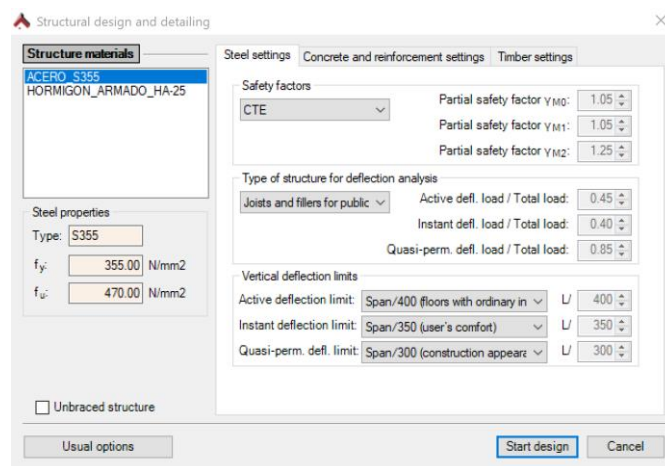 Structural design and detailing
Structure materials
ACERO_S355
HORMIGON_ARMADO_HA-25
Steel properties
Type: S355
fy: 355.00 N/mm2
fu: 470.00 N/mm2
Unbraced structure
Usual options
Steel settings Concrete and reinforcement settings Timber settings
Safety factors
CTE
Partial safety factor γM0: 1.05
Partial safety factor γM1: 1.05
Partial safety factor γM2: 1.25
Type of structure for deflection analysis
Joists and fillers for public
Active defl. load / Total load: 0.45
Instant defl. load / Total load: 0.40
Quasi-perm. defl. load / Total load: 0.85
Vertical deflection limits
Active deflection limit: Span/400 (floors with ordinary in L/ 400
Instant deflection limit: Span/350 (user's comfort) L/ 350
Quasi-perm. defl. limit: Span/300 (construction appeara L/ 300
Start design Cancel